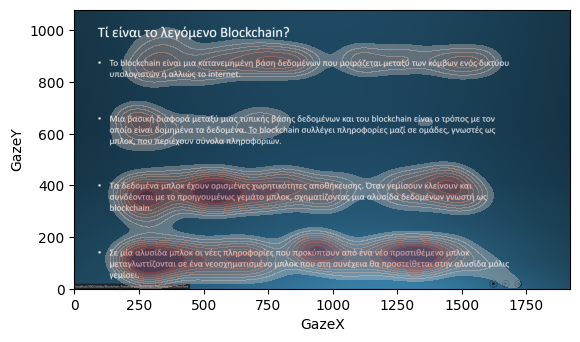 Τί είναι το λεγόμενο Blockchain?
• Το blockchain είναι μια κατανεμημένη βάση δεδομένων που μοιράζεται μεταξύ των κόμβων ενός δικτύου
υπολογιστών ή αλλιώς το internet.
• Μια βασική διαφορά μεταξύ μιας τυπικής βάσης δεδομένων και του blockchain είναι ο τρόπος με τον
οποίο είναι δομημένα τα δεδομένα. Το blockchain συλλέγει πληροφορίες μαζί σε ομάδες, γνωστές ως
μπλοκ, που περιέχουν σύνολα πληροφοριών.
• Τα δεδομένα μπλοκ έχουν ορισμένες χωρητικότητες αποθήκευσης. Όταν γεμίσουν κλείνουν και
συνδέονται με το προηγουμένως γεμάτο μπλοκ, σχηματίζοντας μια αλυσίδα δεδομένων γνωστή ως
blockchain.
• Σε μια αλυσίδα μπλοκ οι νέες πληροφορίες που προκύπτουν από ένα νέο προστιθέμενο μπλοκ
μεταγλωττίζονται σε ένα νεοσχηματισμένο μπλοκ που στη συνέχεια θα προστεθεί στην αλυσίδα μόλις
γεμίσει.
GazeY
1000
800
600
400
200
0
0 250 500 750 1000 1250 1500 1750
GazeX